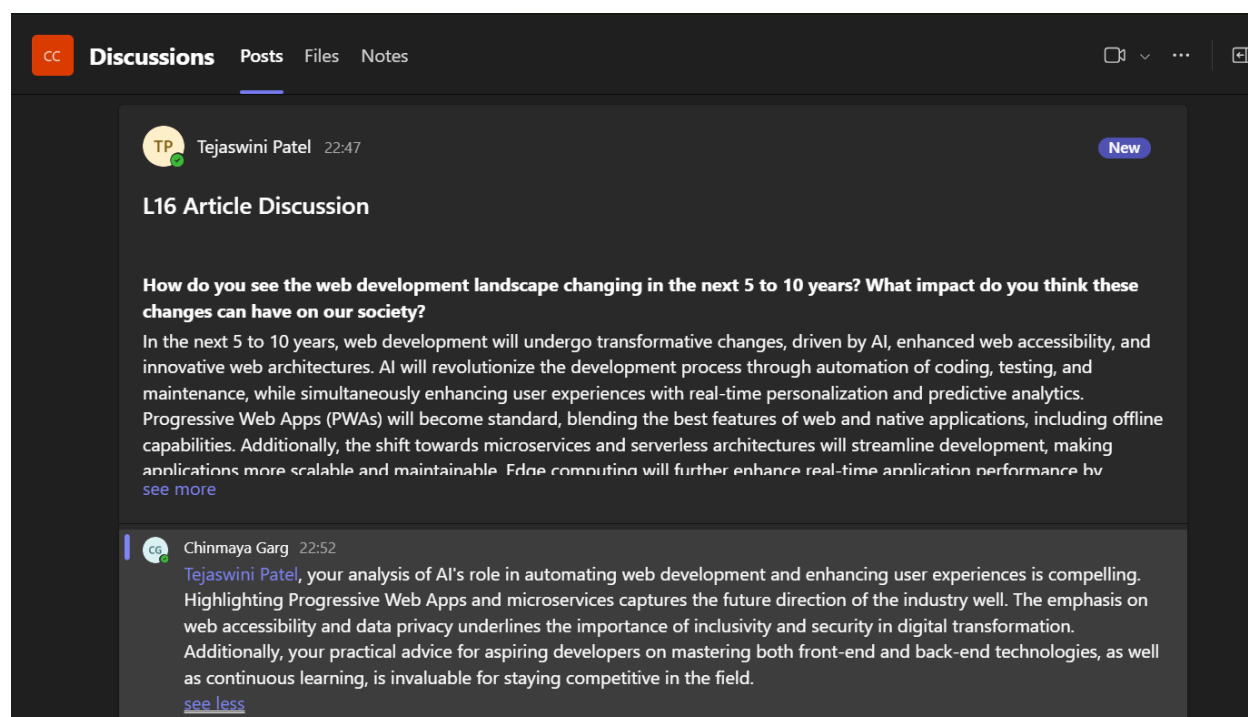 CC Discussions Posts Files Notes
TP Tejaswini Patel 22:47 New
L16 Article Discussion
How do you see the web development landscape changing in the next 5 to 10 years? What impact do you think these
changes can have on our society?
In the next 5 to 10 years, web development will undergo transformative changes, driven by AI, enhanced web accessibility, and
innovative web architectures. AI will revolutionize the development process through automation of coding, testing, and
maintenance, while simultaneously enhancing user experiences with real-time personalization and predictive analytics.
Progressive Web Apps (PWAs) will become standard, blending the best features of web and native applications, including offline
capabilities. Additionally, the shift towards microservices and serverless architectures will streamline development, making
applications more scalable and maintainable. Edge computing will further enhance real-time application performance by
see more
CG Chinmaya Garg 22:52
Tejaswini Patel, your analysis of AI's role in automating web development and enhancing user experiences is compelling.
Highlighting Progressive Web Apps and microservices captures the future direction of the industry well. The emphasis on
web accessibility and data privacy underlines the importance of inclusivity and security in digital transformation.
Additionally, your practical advice for aspiring developers on mastering both front-end and back-end technologies, as well
as continuous learning, is invaluable for staying competitive in the field.
see less